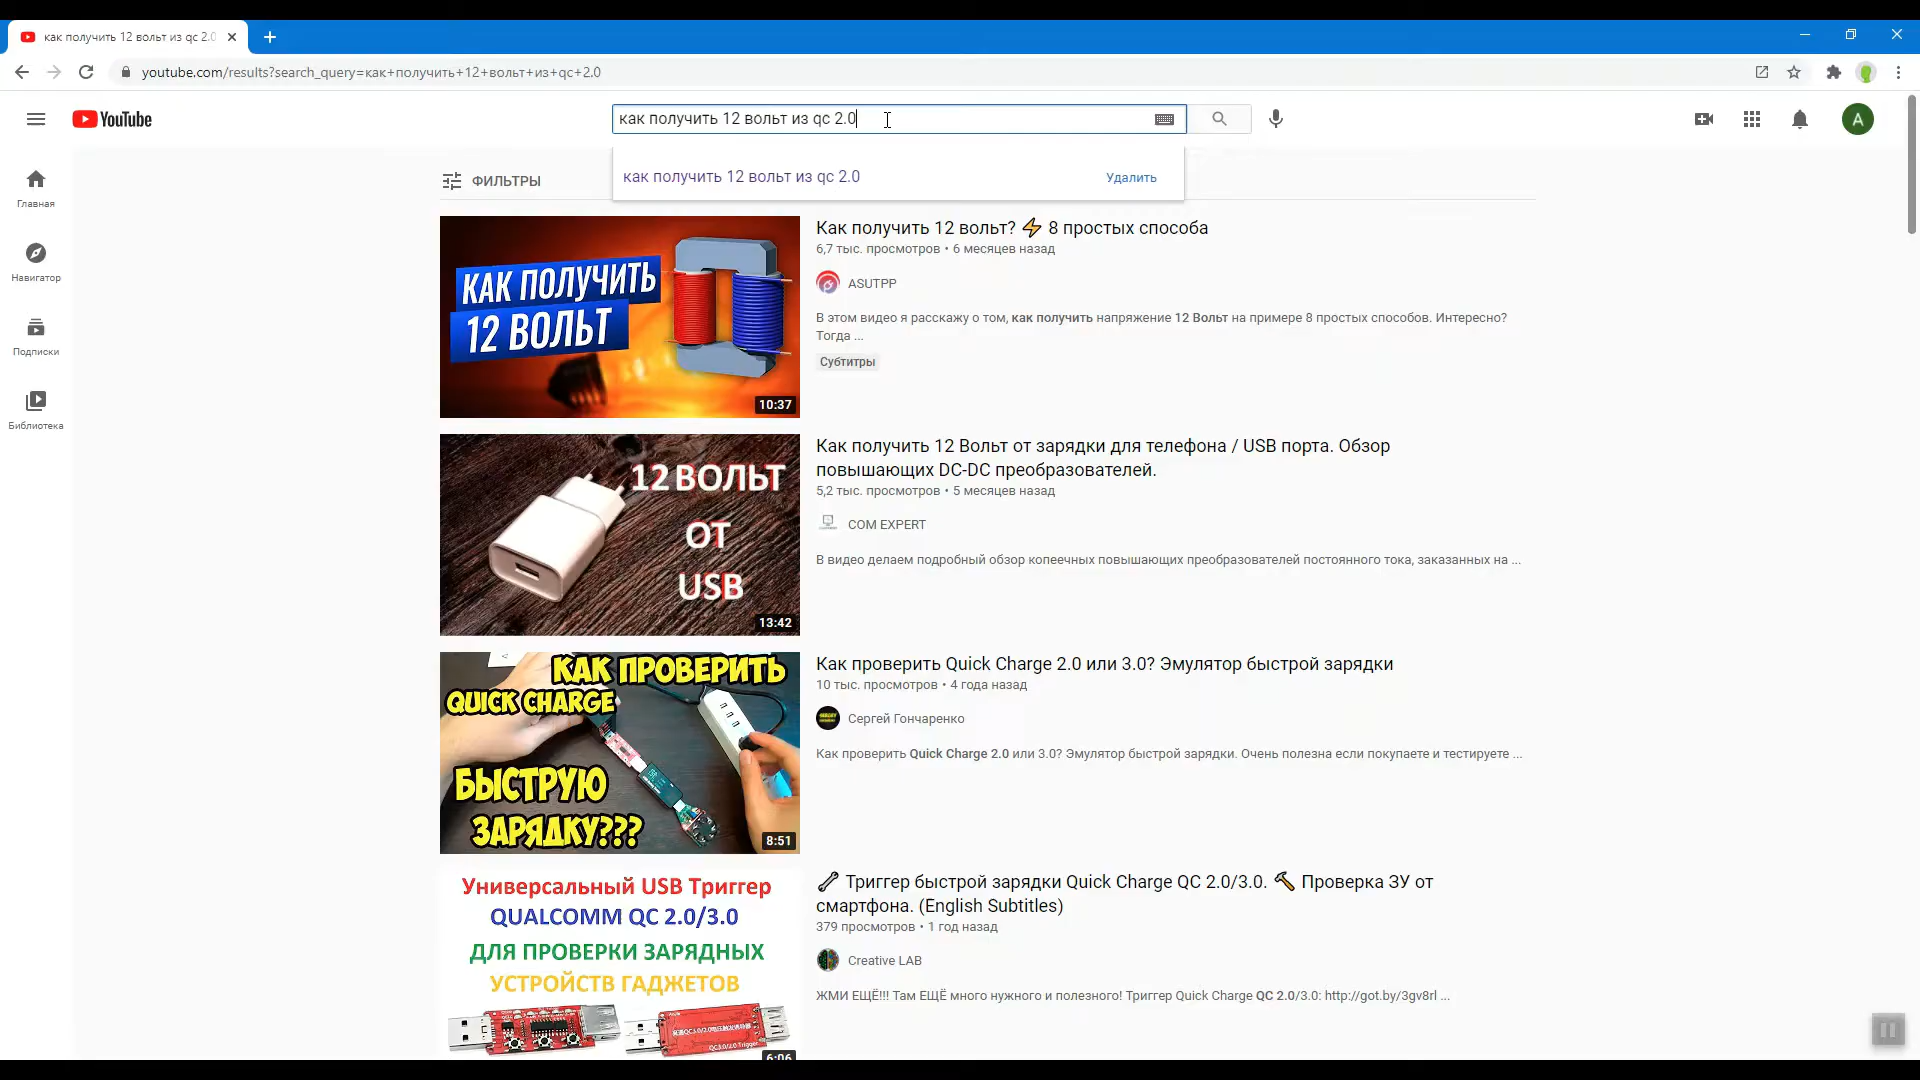 как получить 12 вольт из qc 2.0
youtube.com/results?search_query=как+получить+12+вольт+из+qc+2.0
YouTube
как получить 12 вольт из qc 2.0
A
как получить 12 вольт из qc 2.0
Удалить
ФИЛЬТРЫ
Главная
Навигатор
Подписки
Библиотека
КАК ПОЛУЧИТЬ
12 ВОЛЬТ
10:37
Как получить 12 вольт? ⚡ 8 простых способа
6,7 тыс. просмотров • 6 месяцев назад
ASUTPP
В этом видео я расскажу о том, как получить напряжение 12 Вольт на примере 8 простых способов. Интересно?
Тогда ...
Субтитры
12 ВОЛЬТ
ОТ
USB
13:42
Как получить 12 Вольт от зарядки для телефона / USB порта. Обзор
повышающих DC-DC преобразователей.
5,2 тыс. просмотров • 5 месяцев назад
COM EXPERT
В видео делаем подробный обзор копеечных повышающих преобразователей постоянного тока, заказанных на ...
КАК ПРОВЕРИТЬ
QUICK CHARGE
БЫСТРУЮ
ЗАРЯДКУ???
8:51
Как проверить Quick Charge 2.0 или 3.0? Эмулятор быстрой зарядки
10 тыс. просмотров • 4 года назад
Сергей Гончаренко
Как проверить Quick Charge 2.0 или 3.0? Эмулятор быстрой зарядки. Очень полезна если покупаете и тестируете ...
Универсальный USB Триггер
QUALCOMM QC 2.0/3.0
ДЛЯ ПРОВЕРКИ ЗАРЯДНЫХ
УСТРОЙСТВ ГАДЖЕТОВ
6:06
🔗 Триггер быстрой зарядки Quick Charge QC 2.0/3.0. 🔨 Проверка ЗУ от
смартфона. (English Subtitles)
379 просмотров • 1 год назад
Creative LAB
ЖМИ ЕЩЁ!!! Там ЕЩЁ много нужного и полезного! Триггер Quick Charge QC 2.0/3.0: http://got.by/3gv8rl ...